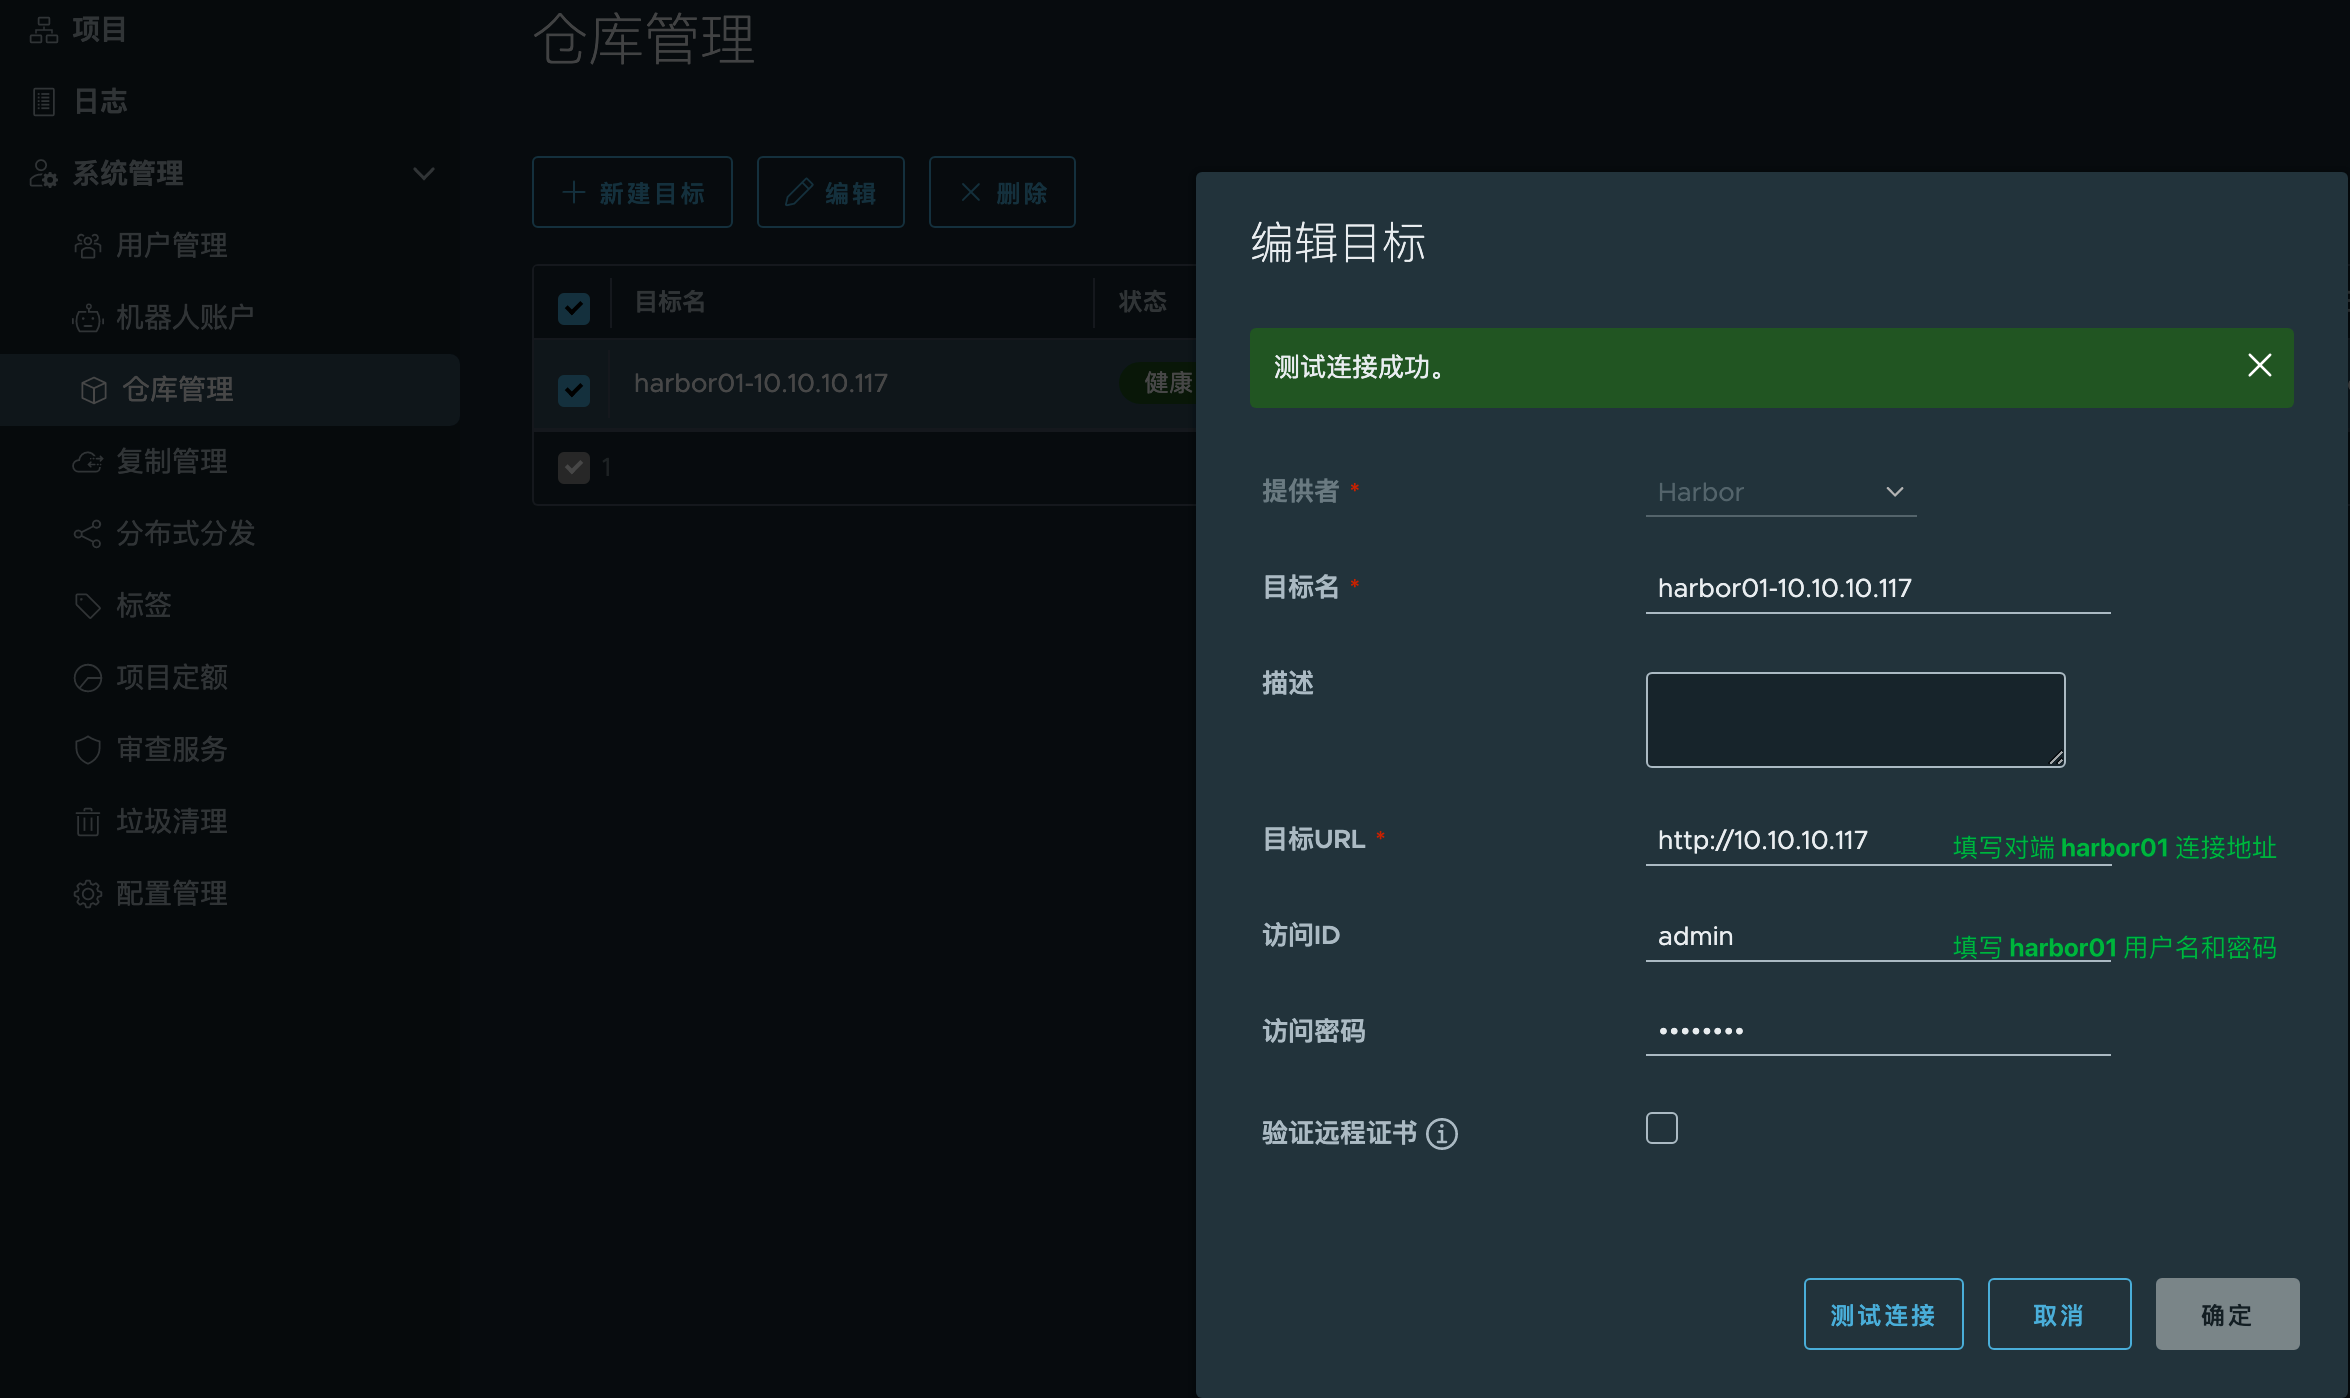 项目
日志
系统管理
用户管理
机器人账户
仓库管理
复制管理
分布式分发
标签
项目定额
审查服务
垃圾清理
配置管理
仓库管理
新建目标
编辑
删除
目标名 状态
harbor01-10.10.10.117 健康
1
编辑目标
测试连接成功。
提供者 * Harbor
目标名 * harbor01-10.10.10.117
描述
目标URL * http://10.10.10.117 填写对端 harbor01 连接地址
访问ID admin 填写 harbor01 用户名和密码
访问密码 ••••••••
验证远程证书
测试连接 取消 确定